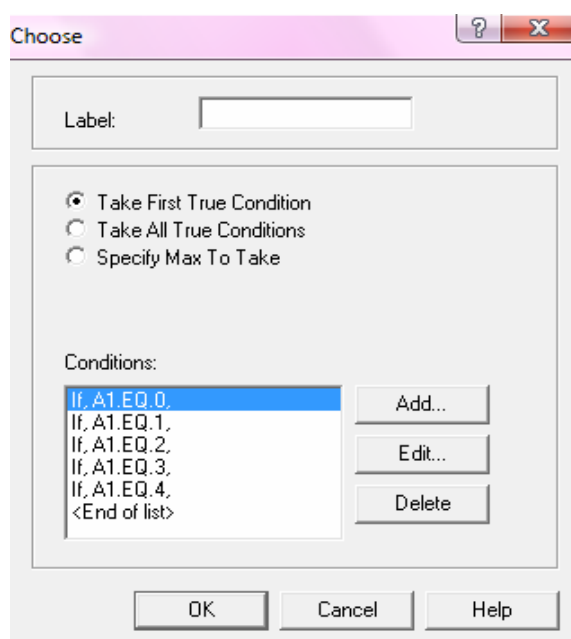 Choose
Label:
Take First True Condition
Take All True Conditions
Specify Max To Take
Conditions:
If, A1.EQ.0,
If, A1.EQ.1,
If, A1.EQ.2,
If, A1.EQ.3,
If, A1.EQ.4,
<End of list>
Add...
Edit...
Delete
OK Cancel Help